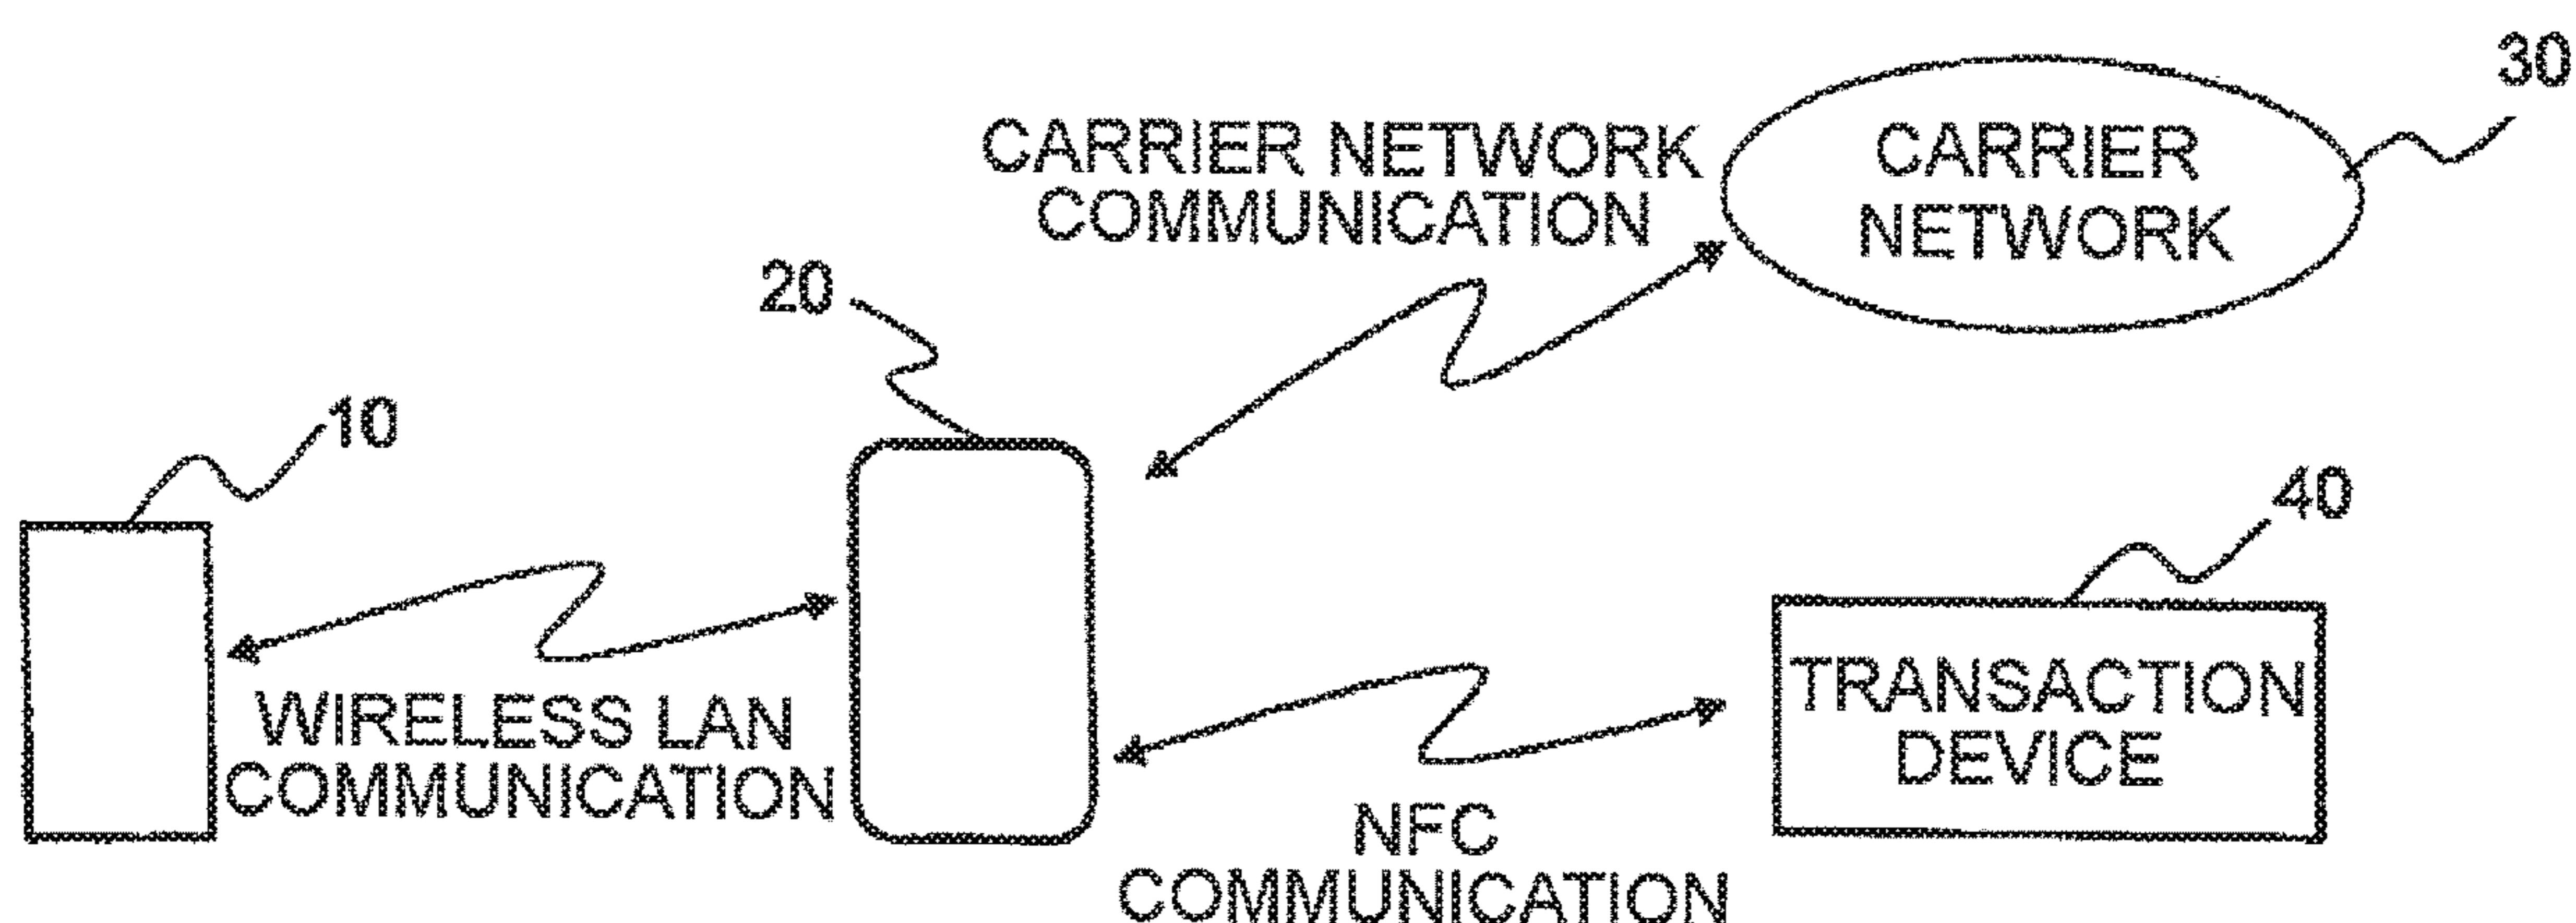 30
CARRIER NETWORK
COMMUNICATION
CARRIER
NETWORK
20
10
40
WIRELESS LAN
COMMUNICATION
TRANSACTION
DEVICE
NFC
COMMUNICATION